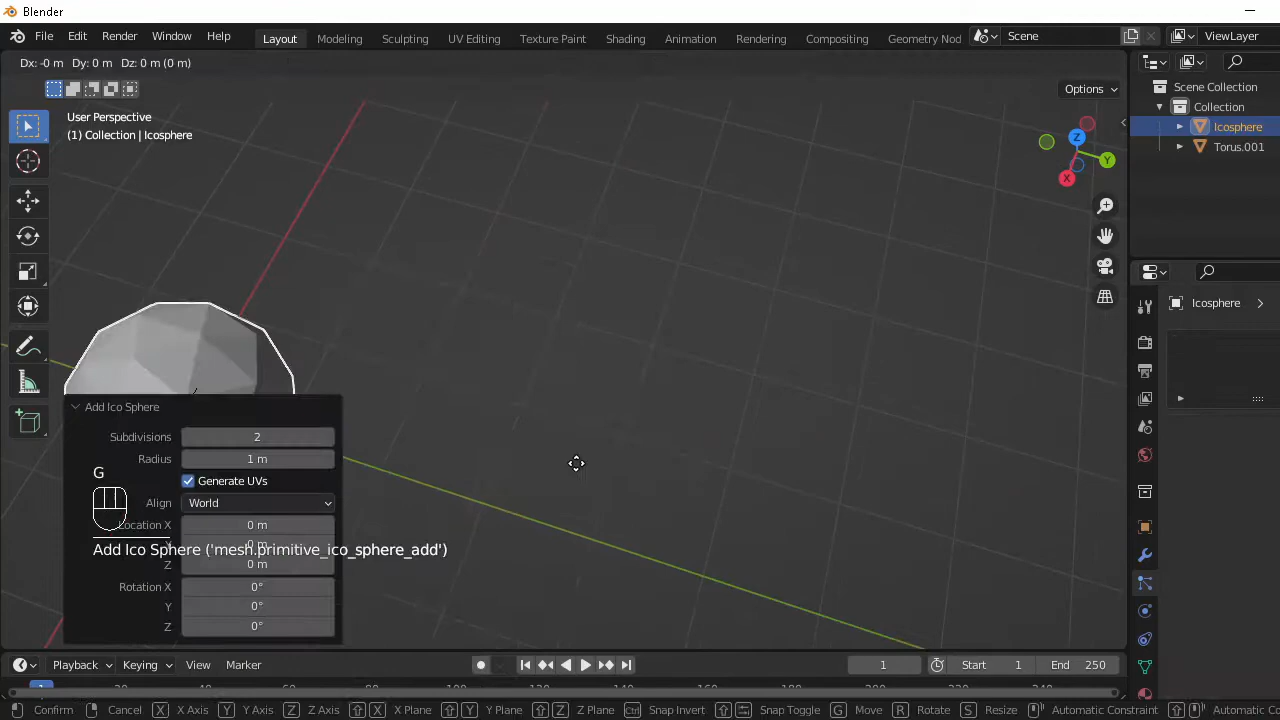 Blender
File Edit Render Window Help Layout Modeling Sculpting UV Editing Texture Paint Shading Animation Rendering Compositing Geometry Nod Scene ViewLayer
Dx: -0 m Dy: 0 m Dz: 0 m (0 m)
Options
Scene Collection
Collection
Icosphere
Torus.001
User Perspective
(1) Collection | Icosphere
Z
Y
X
Icosphere
Add Ico Sphere
Subdivisions 2
Radius 1 m
G
Generate UVs
Align World
Location X 0 m
Y 0 m
Add Ico Sphere ('mesh.primitive_ico_sphere_add')
Z 0 m
Rotation X 0°
Y 0°
Z 0°
Playback Keying View Marker 1 Start 1 End 250
1
Confirm Cancel X X Axis Y Y Axis Z Z Axis X X Plane Y Y Plane Z Z Plane Ctrl Snap Invert Snap Toggle G Move R Rotate S Resize Automatic Constraint Automatic Co